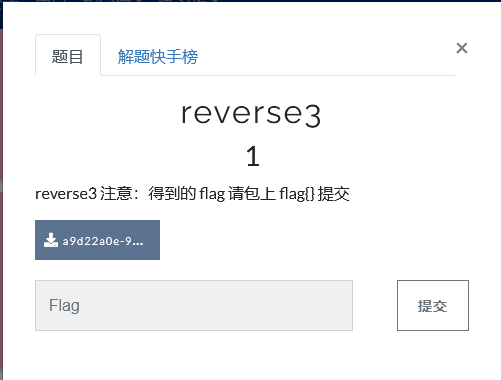 题目 解题快手榜 ×
reverse3
1
reverse3 注意：得到的 flag 请包上 flag{} 提交
a9d22a0e-9...
Flag 提交